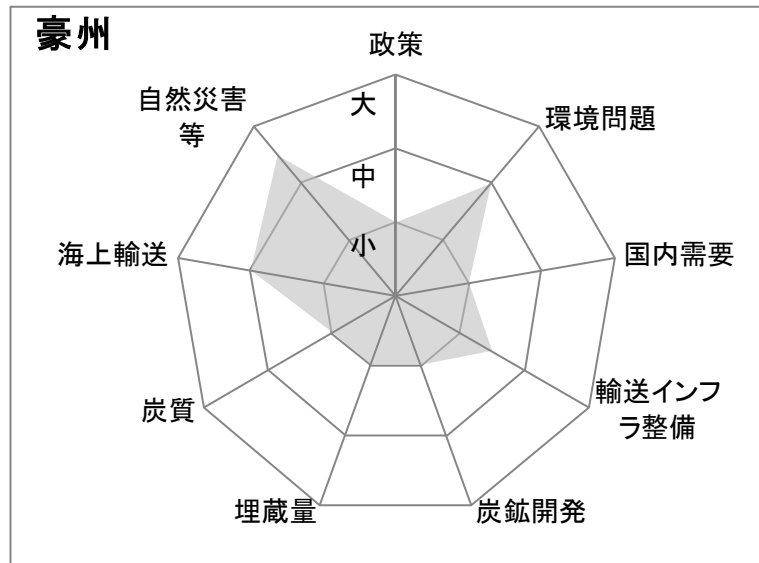 豪州
政策
自然災害
等
大
環境問題
中
小
海上輸送
国内需要
炭質
輸送インフ
ラ整備
埋蔵量
炭鉱開発